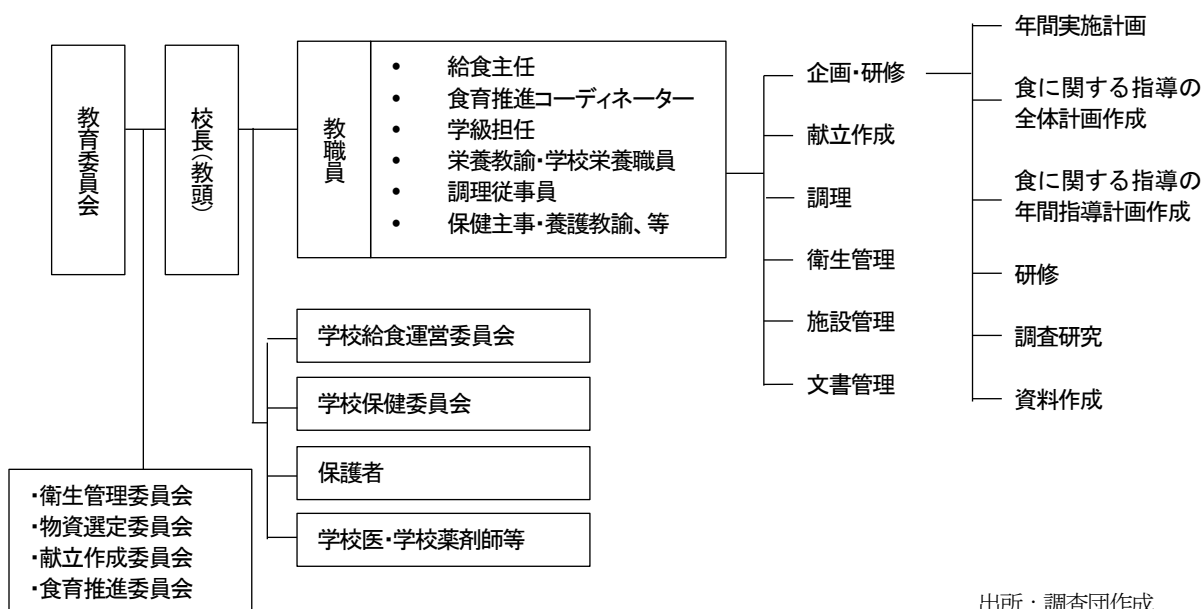 教育委員会
校長（教頭）
教職員
• 給食主任
• 食育推進コーディネーター
• 学級担任
• 栄養教諭・学校栄養職員
• 調理従事員
• 保健主事・養護教諭、等
企画・研修
献立作成
調理
衛生管理
施設管理
文書管理
年間実施計画
食に関する指導の
全体計画作成
食に関する指導の
年間指導計画作成
研修
調査研究
資料作成
学校給食運営委員会
学校保健委員会
保護者
学校医・学校薬剤師等
・衛生管理委員会
・物資選定委員会
・献立作成委員会
・食育推進委員会
出所：調査団作成